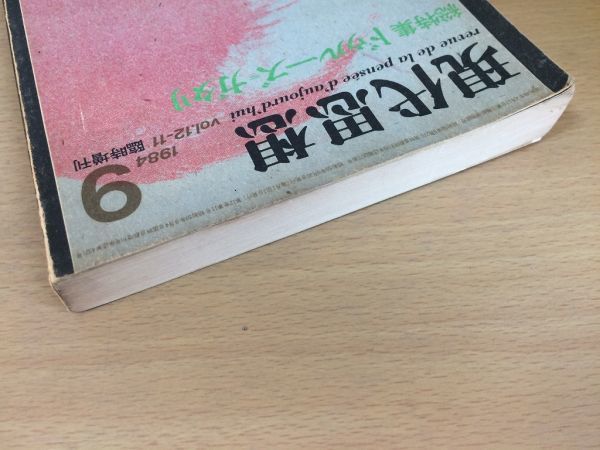 現代思想
revue de la pensée d'aujourd'hui
vol.12-11
1984
臨時増刊
9
総特集 ドゥルーズ・ガタリ